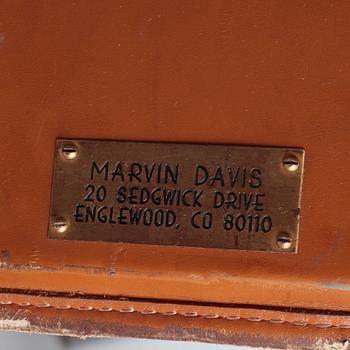 MARVIN DAVIS
20 SEDGWICK DRIVE
ENGLEWOOD, CO 80110